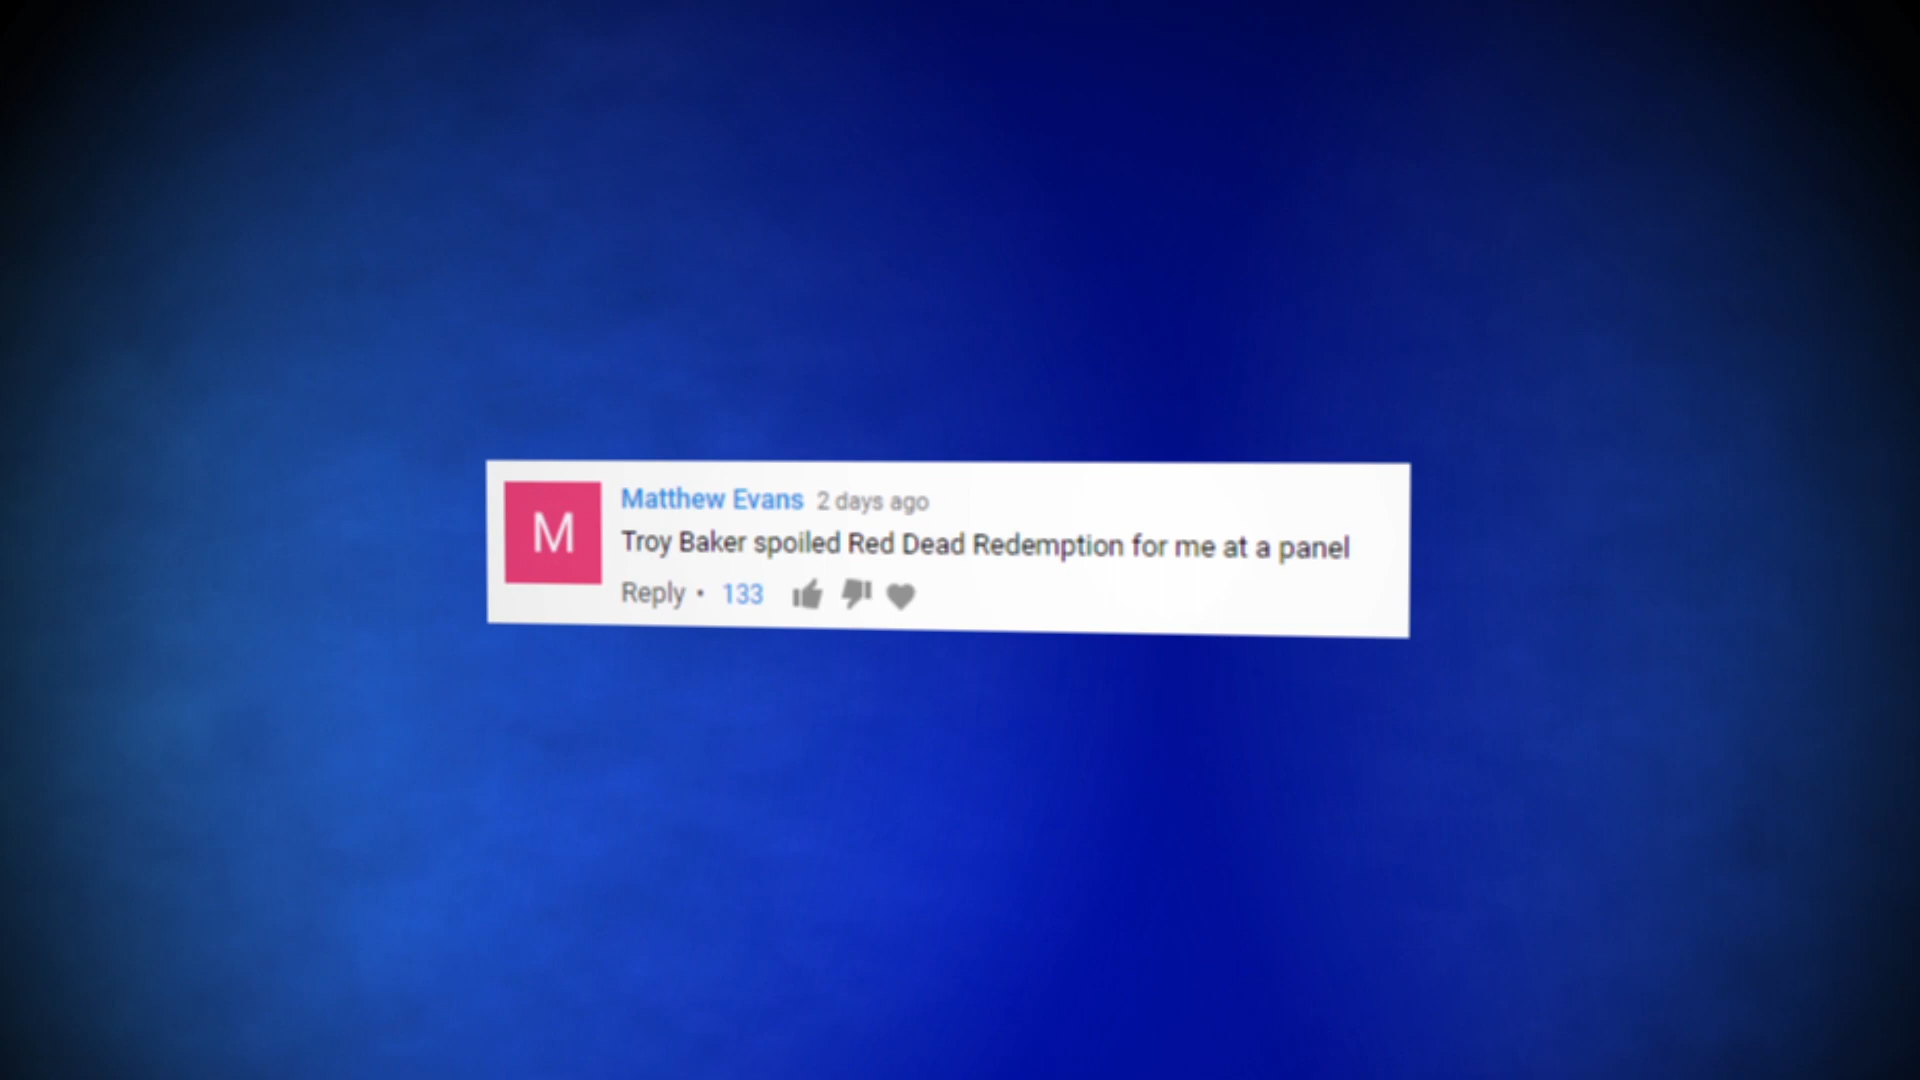 M
Matthew Evans 2 days ago
Troy Baker spoiled Red Dead Redemption for me at a panel
Reply • 133